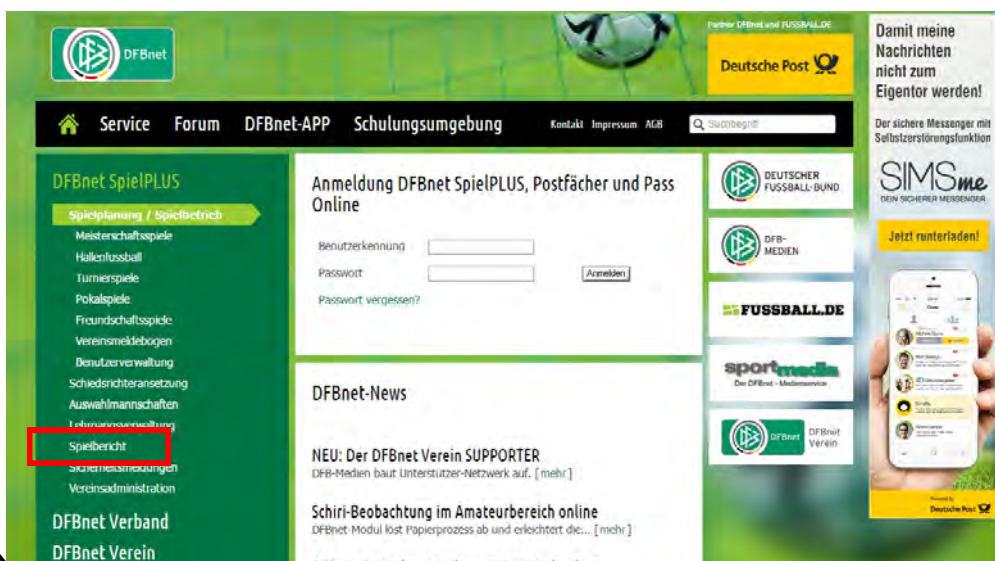 DFBnet
Partner DFBnet und FUSSBALL.DE
Deutsche Post
Service Forum DFBnet-APP Schulungsumgebung Kontakt Impressum AGB Suchbegriff
DFBnet SpielPLUS
Spielplanung / Spielbetrieb
Meisterschaftsspiele
Hallenfussball
Turnierspiele
Pokalspiele
Freundschaftsspiele
Vereinsmeldebogen
Benutzerverwaltung
Schiedsrichteransetzung
Auswahlmannschaften
Lehrgangsverwaltung
Spielbericht
Sicherheitsmeldungen
Vereinsadministration
DFBnet Verband
DFBnet Verein
Anmeldung DFBnet SpielPLUS, Postfächer und Pass
Online
Benutzerkennung
Passwort Anmelden
Passwort vergessen?
DFBnet-News
NEU: Der DFBnet Verein SUPPORTER
DFB-Medien baut Unterstützer-Netzwerk auf. [mehr]
Schiri-Beobachtung im Amateurbereich online
DFBnet-Modul löst Papierprozess ab und erleichtert die... [mehr]
DEUTSCHER
FUSSBALL-BUND
DFB-
MEDIEN
FUSSBALL.DE
sportmedia
Der DFBnet - Medienservice
DFBnet DFBnet
Verein
Damit meine
Nachrichten
nicht zum
Eigentor werden!
Der sichere Messenger mit
Selbstzerstörungsfunktion
SIMSme
DEIN SICHERER MESSENGER
Jetzt runterladen!
Powered by
Deutsche Post